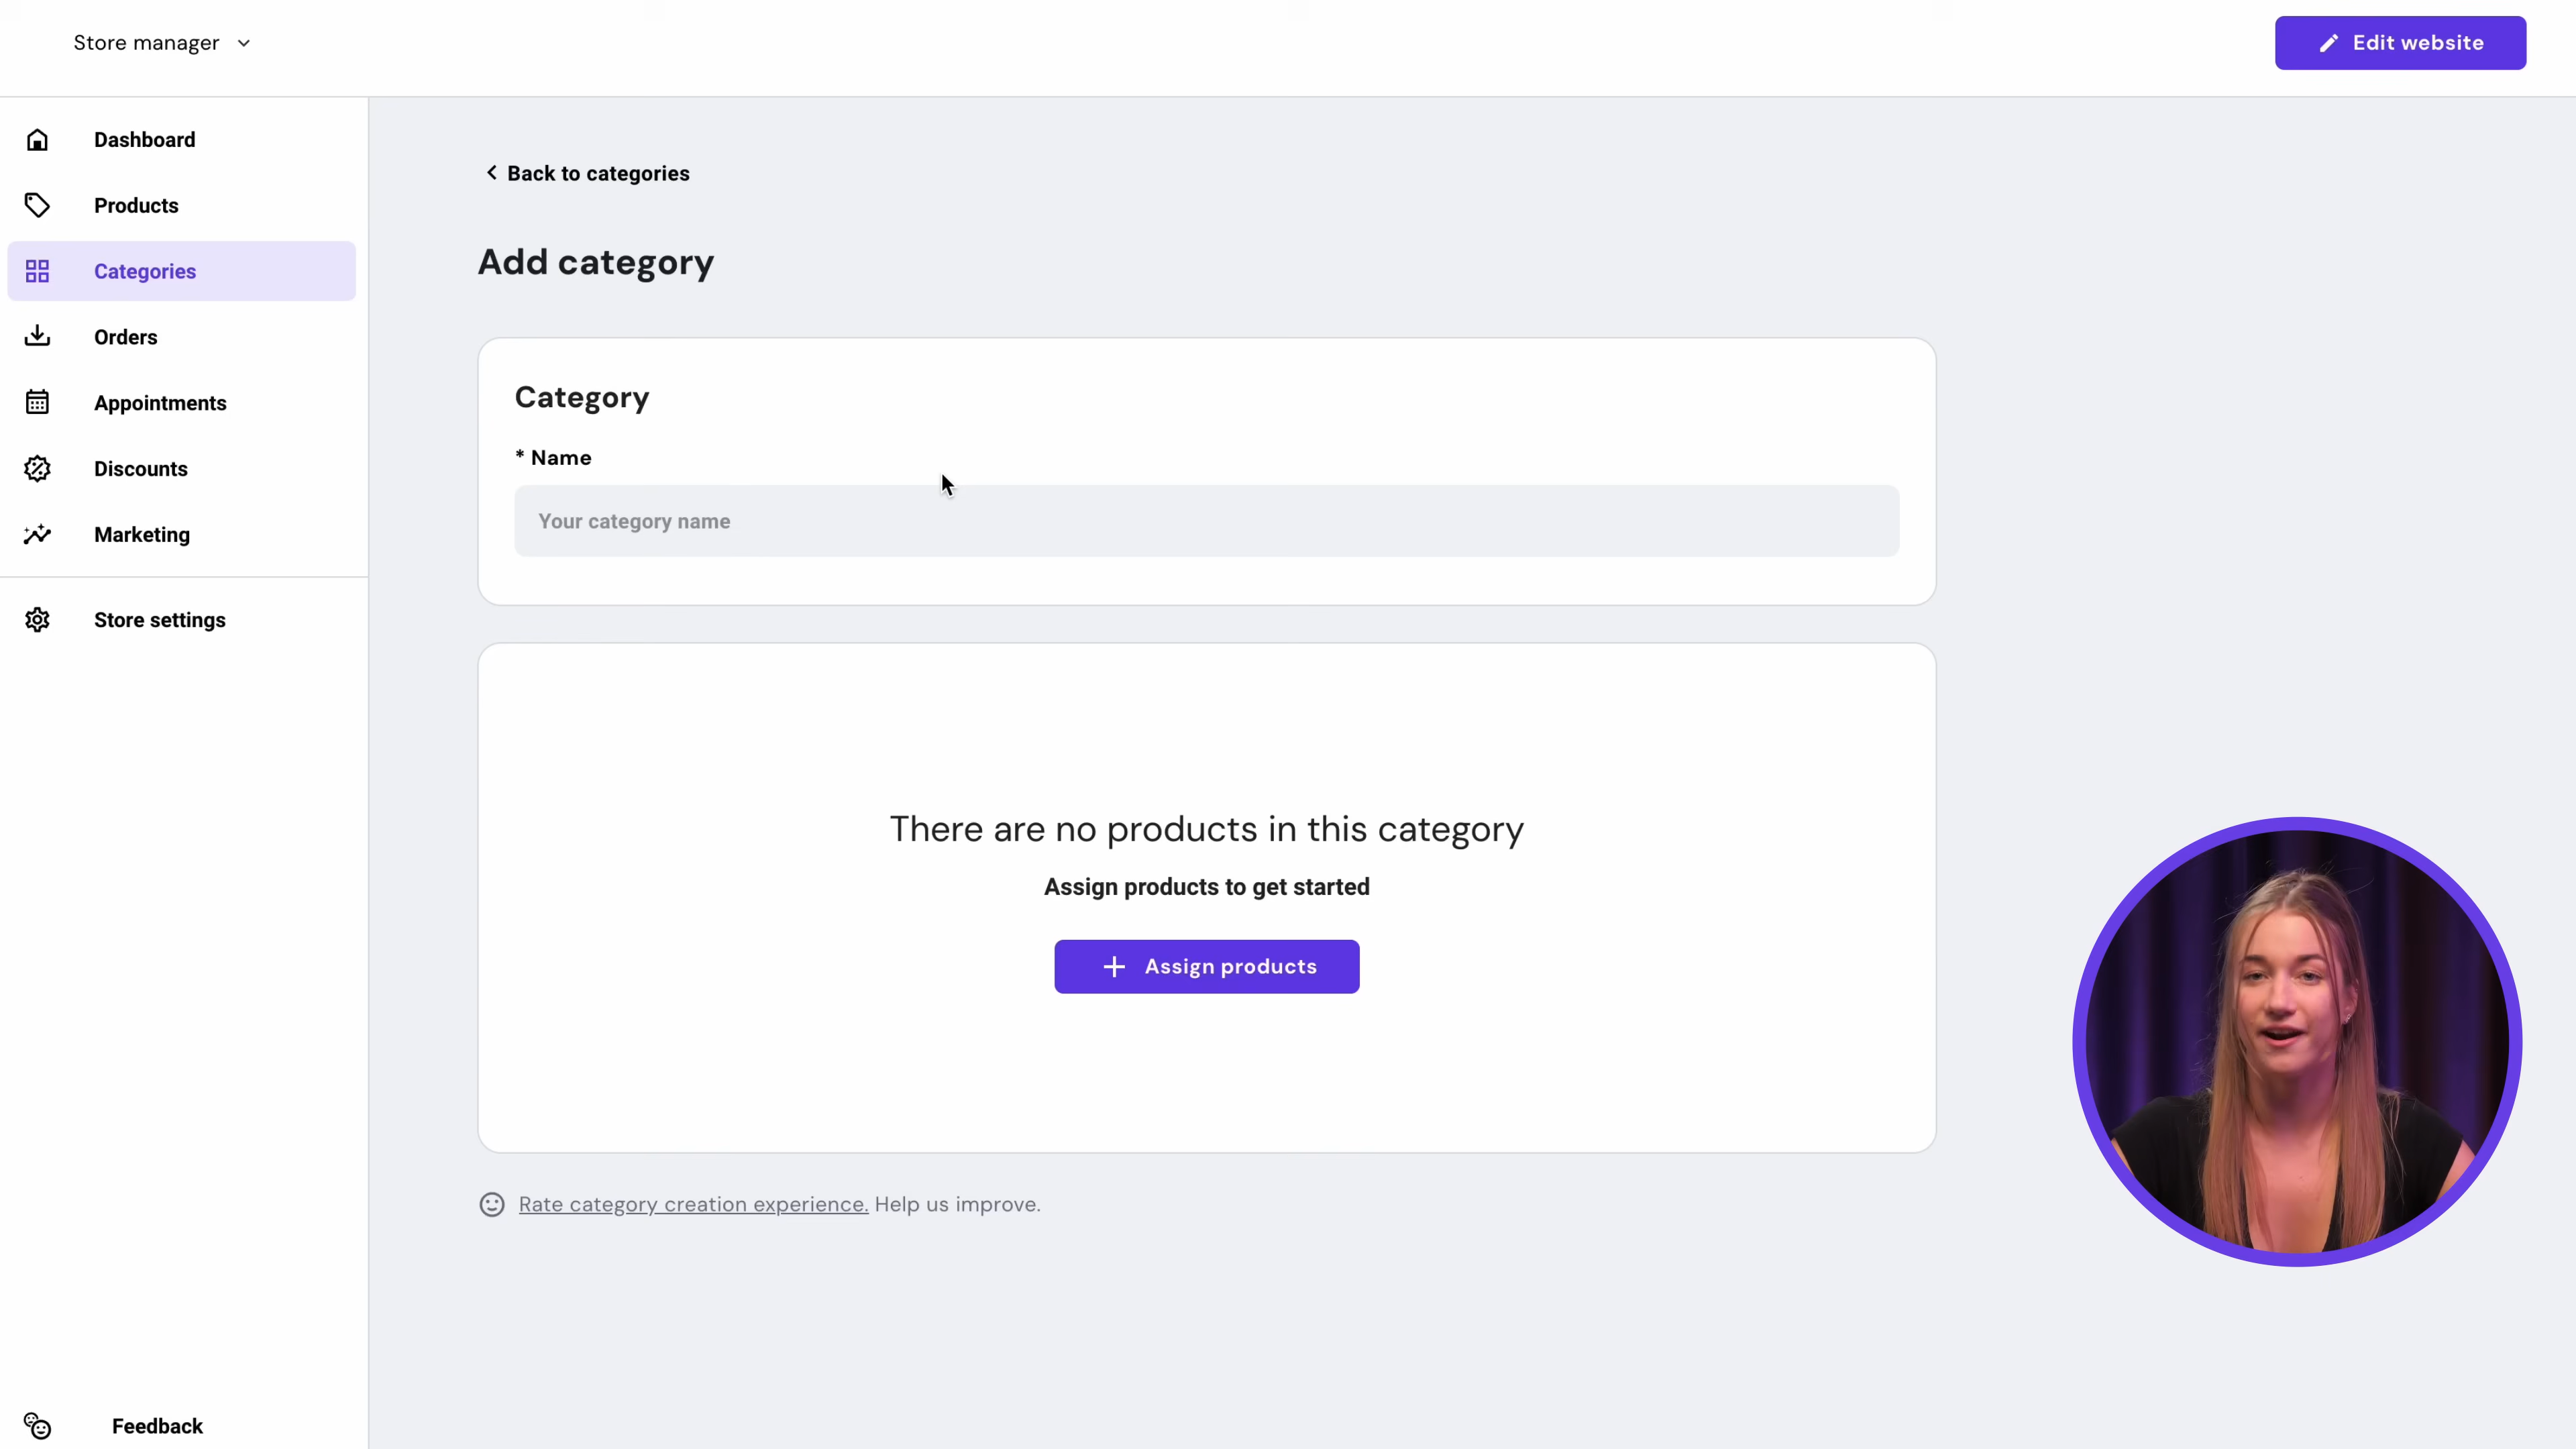 Store manager
Edit website
Dashboard
Products
Categories
Orders
Appointments
Discounts
Marketing
Store settings
Feedback
Back to categories
Add category
Category
* Name
Your category name
There are no products in this category
Assign products to get started
Assign products
Rate category creation experience. Help us improve.